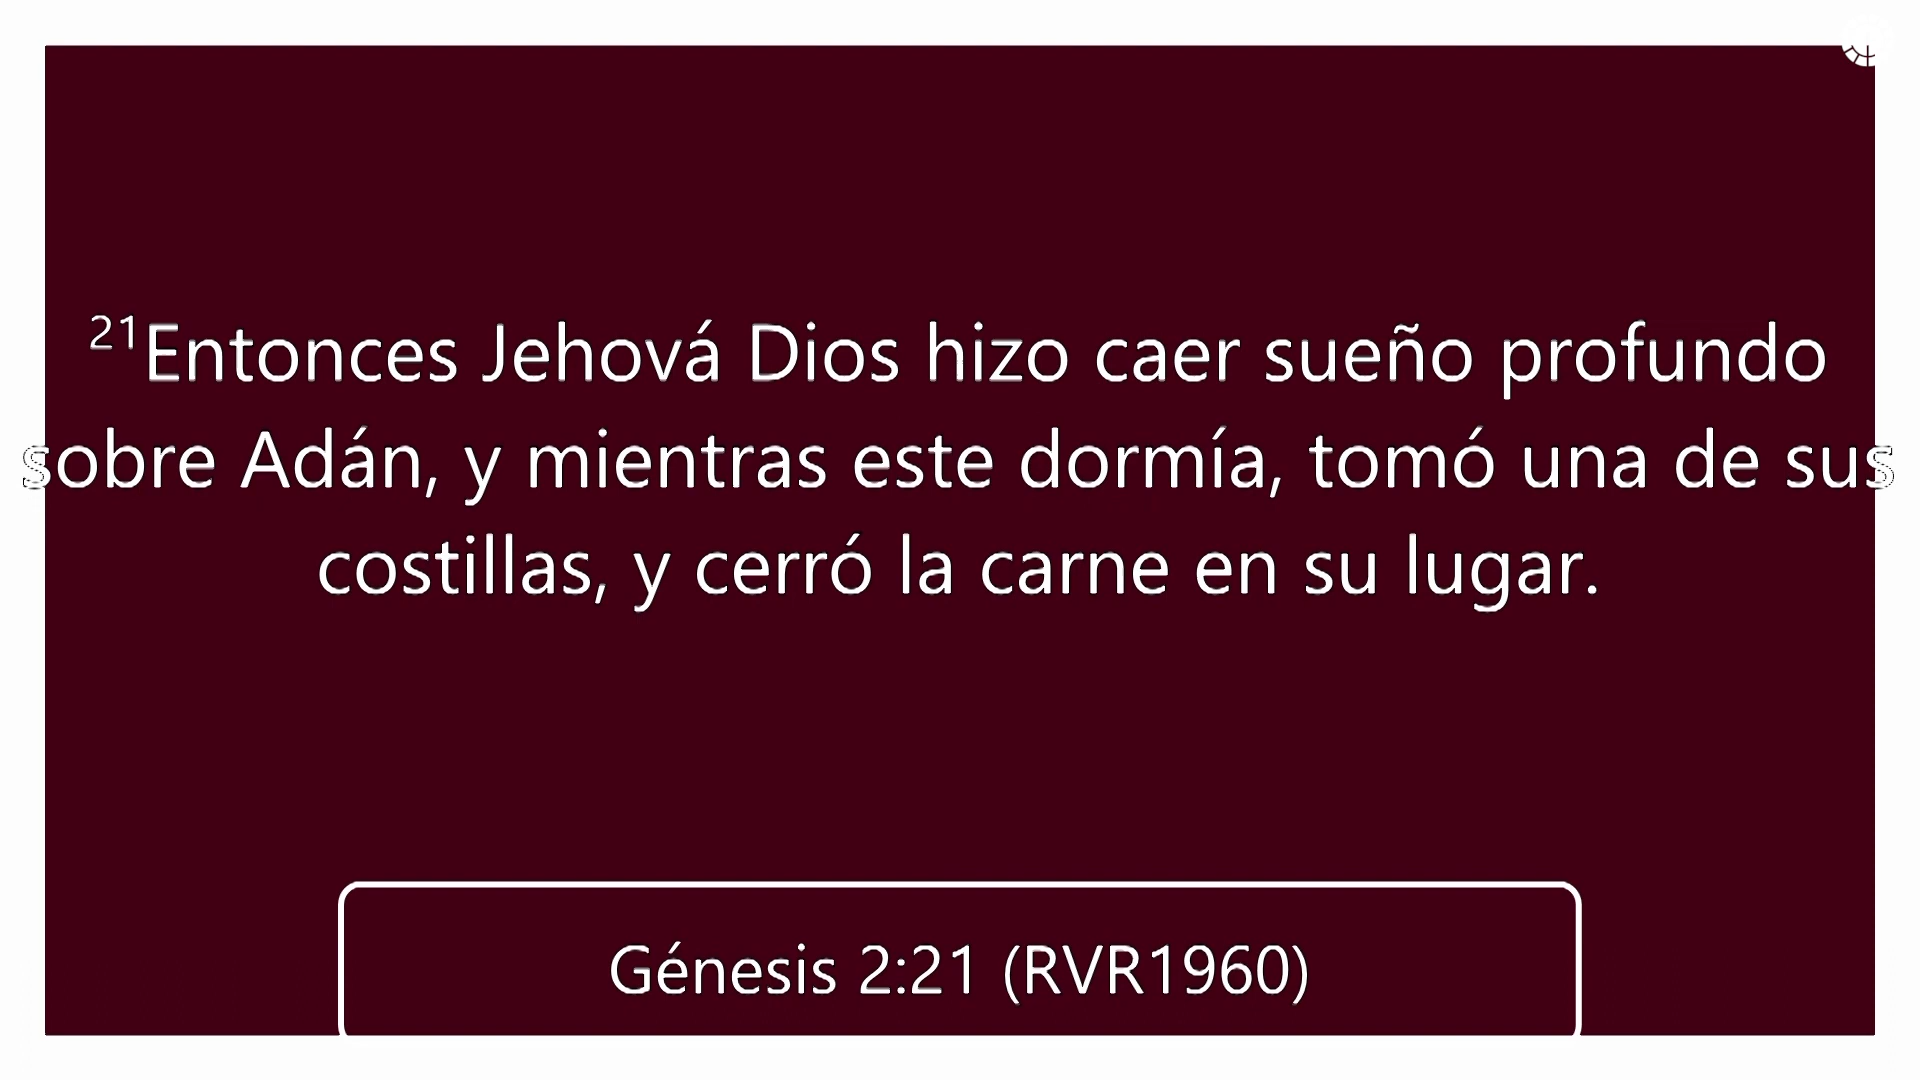 ²¹Entonces Jehová Dios hizo caer sueño profundo
sobre Adán, y mientras este dormía, tomó una de sus
costillas, y cerró la carne en su lugar.
Génesis 2:21 (RVR1960)